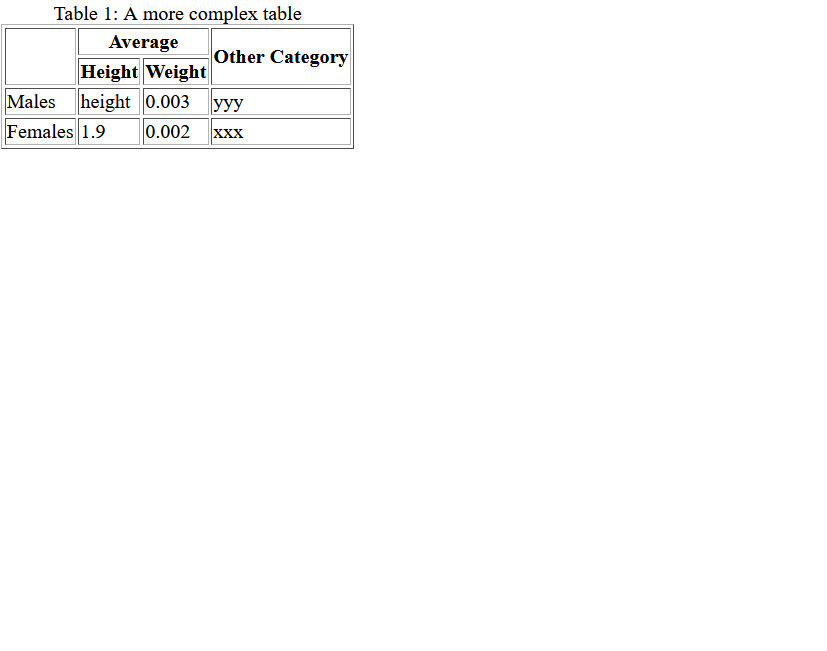 Table 1: A more complex table
Average Other Category
Height Weight
Males height 0.003 yyy
Females 1.9 0.002 xxx